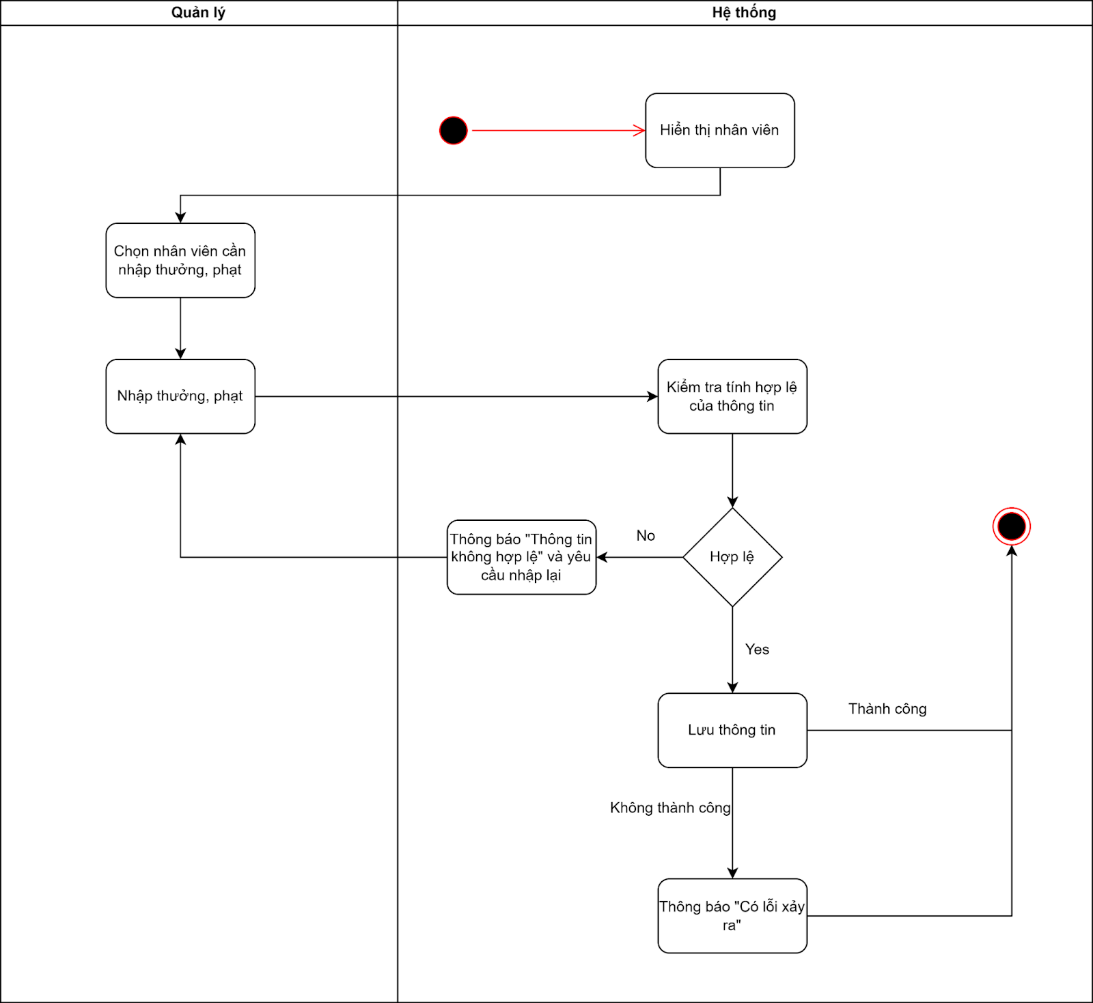 Quản lý
Hệ thống
Hiển thị nhân viên
Chọn nhân viên cần
nhập thưởng, phạt
Nhập thưởng, phạt
Kiểm tra tính hợp lệ
của thông tin
No
Thông báo "Thông tin
không hợp lệ" và yêu
cầu nhập lại
Hợp lệ
Yes
Lưu thông tin
Thành công
Không thành công
Thông báo "Có lỗi xảy
ra"